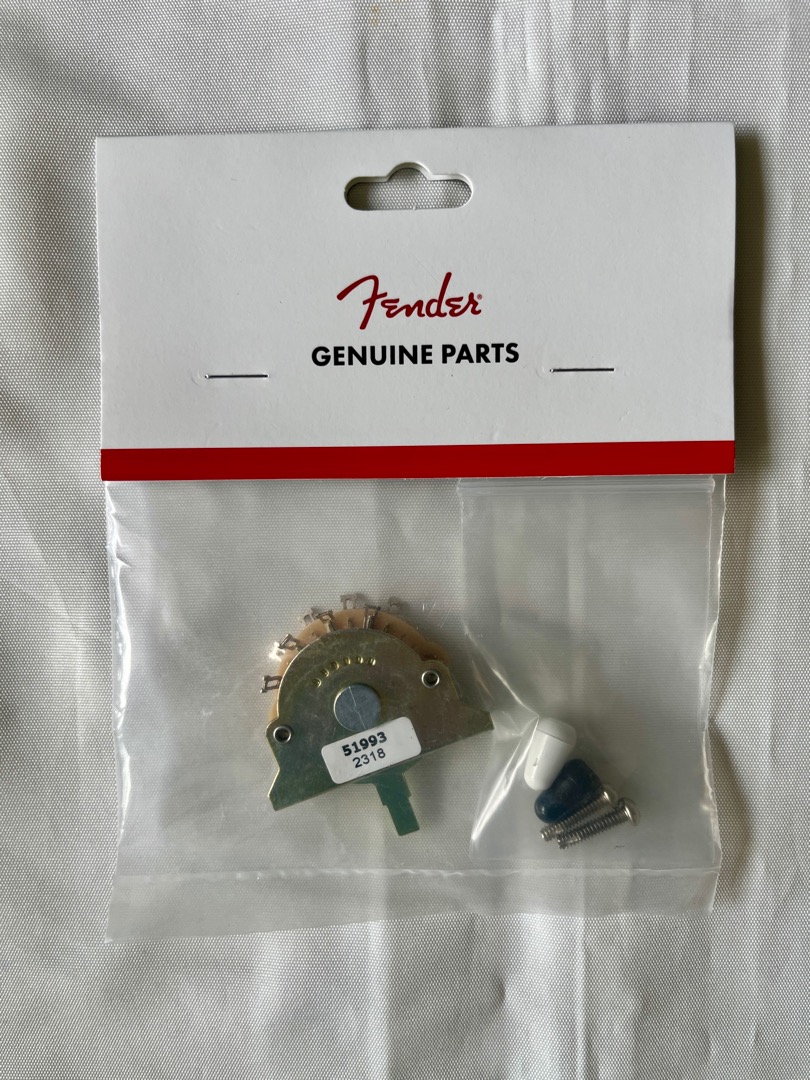 Fender®
GENUINE PARTS
51993
2318